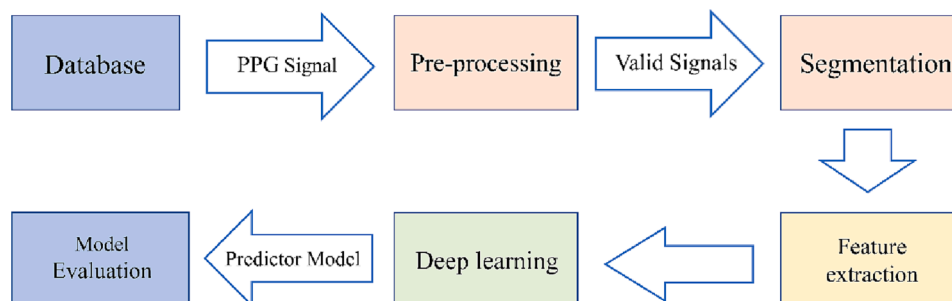 Database
PPG Signal
Pre-processing
Valid Signals
Segmentation
Feature
extraction
Deep learning
Predictor Model
Model
Evaluation